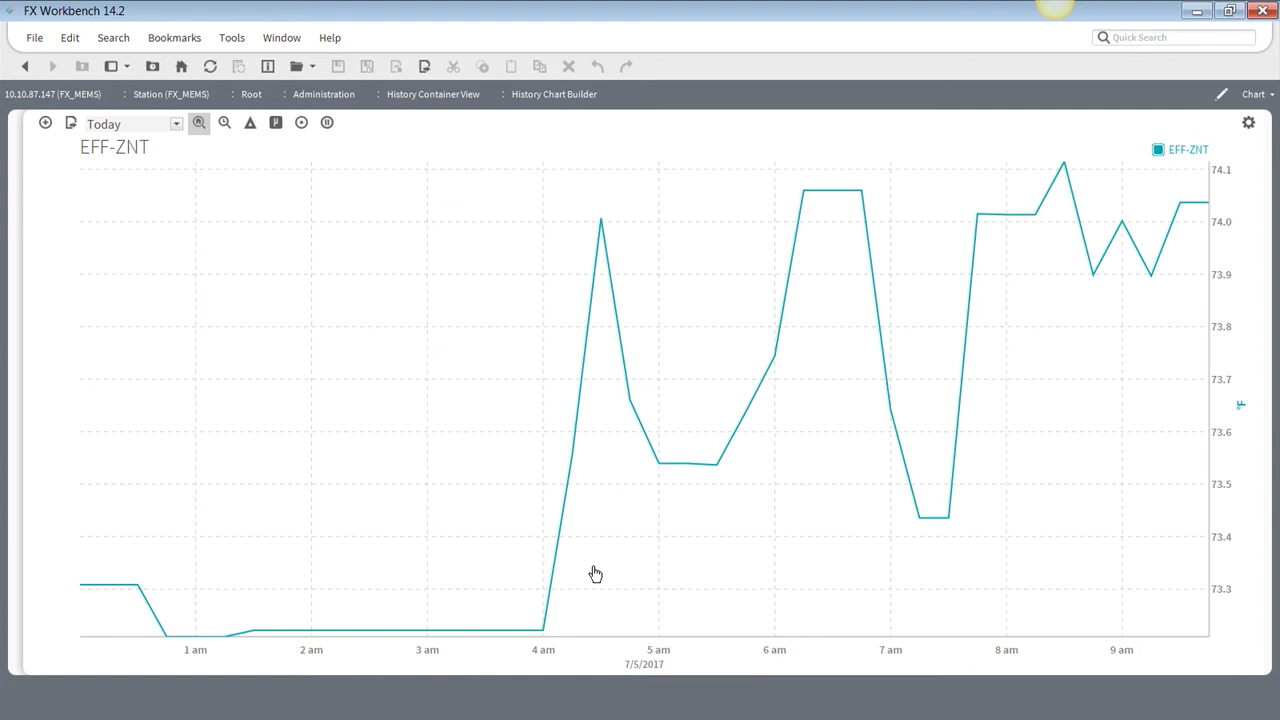 FX Workbench 14.2
File Edit Search Bookmarks Tools Window Help
Quick Search
10.10.87.147 (FX_MEMS) : Station (FX_MEMS) : Root : Administration : History Container View : History Chart Builder
Chart
Today
EFF-ZNT
EFF-ZNT
74.1
74.0
73.9
73.8
73.7
°F
73.6
73.5
73.4
73.3
1 am 2 am 3 am 4 am 5 am 6 am 7 am 8 am 9 am
7/5/2017